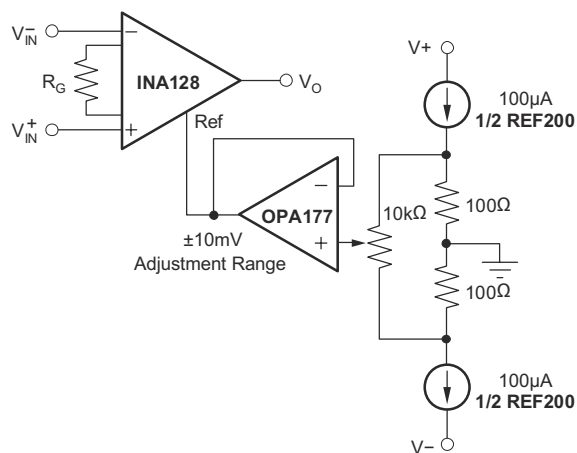 V−IN
− 
RG
INA128
VO
V+IN
+
Ref
V+
100µA
1/2 REF200
−
OPA177
+
10kΩ
100Ω
100Ω
±10mV
Adjustment Range
100µA
1/2 REF200
V−